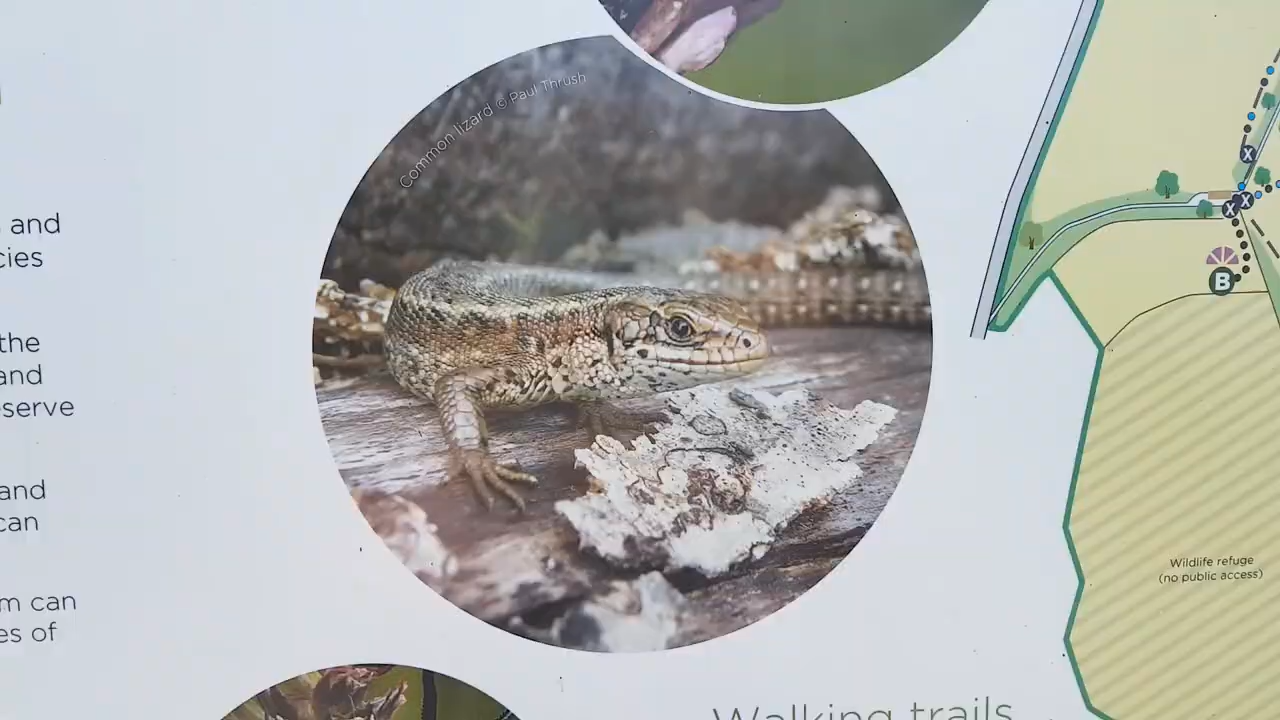 and
cies
the
and
serve
and
can
m can
es of
Common lizard © Paul Thrush
X
X
X
B
Wildlife refuge
(no public access)
Walking trails